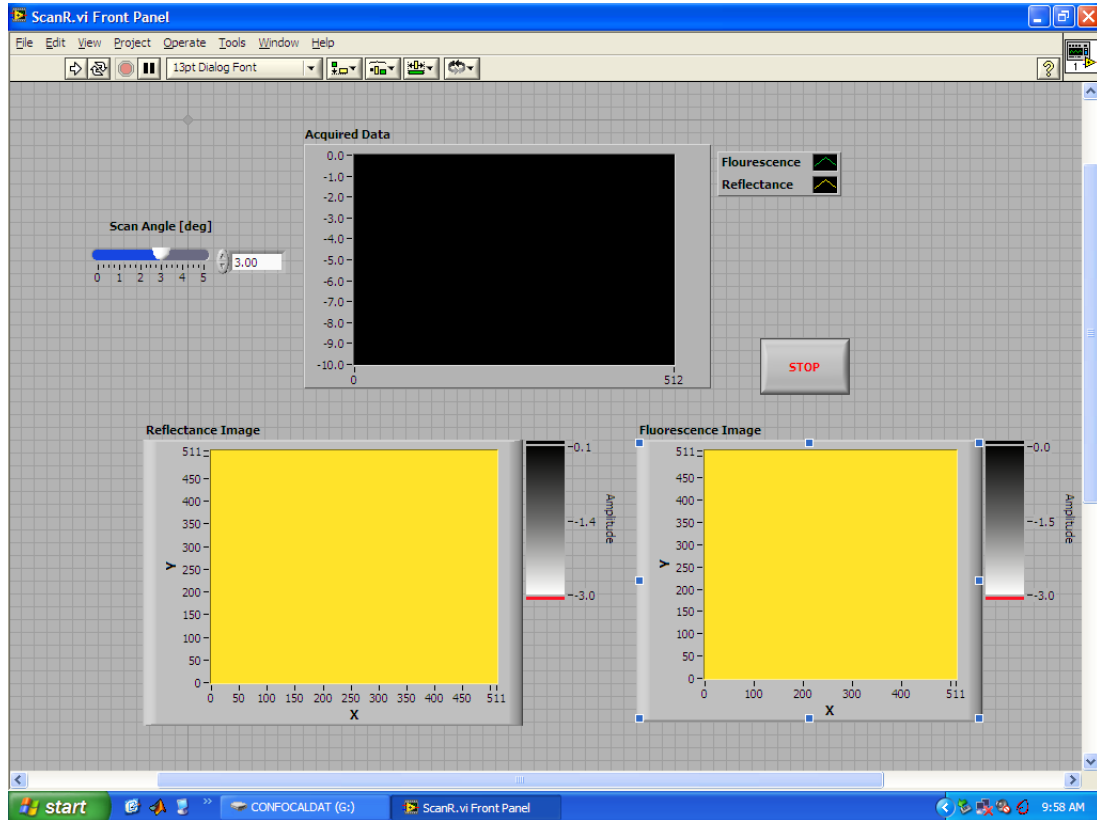 ScanR.vi Front Panel
File Edit View Project Operate Tools Window Help
13pt Dialog Font
1
Acquired Data
0.0
-1.0
-2.0
-3.0
-4.0
-5.0
-6.0
-7.0
-8.0
-9.0
-10.0
0 512
Flourescence
Reflectance
Scan Angle [deg]
3.00
0 1 2 3 4 5
STOP
Reflectance Image
511
450
400
350
300
250
200
150
100
50
0
Y
0 50 100 150 200 250 300 350 400 450 511
X
-0.1
-1.4
-3.0
Amplitude
Fluorescence Image
511
450
400
350
300
250
200
150
100
50
0
Y
0 100 200 300 400 511
X
-0.0
-1.5
-3.0
Amplitude
start
CONFOCALDAT (G:)
ScanR.vi Front Panel
9:58 AM